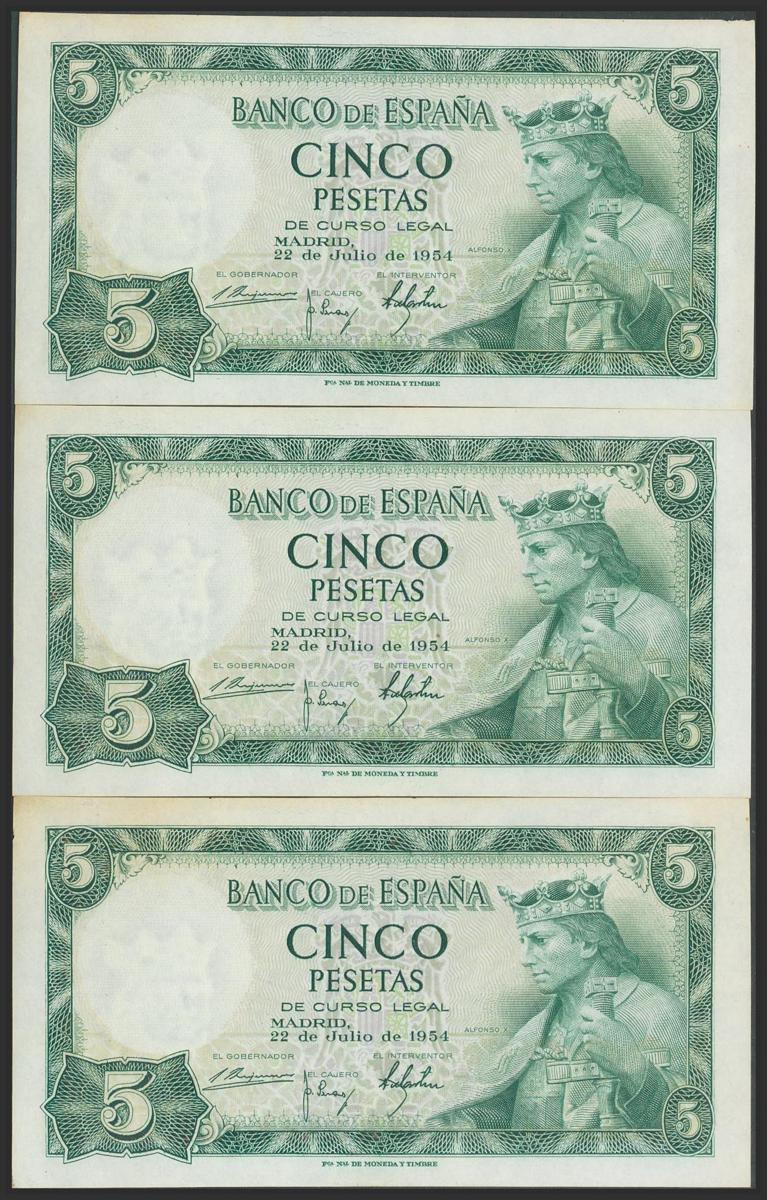 5 5
BANCO DE ESPAÑA
CINCO
PESETAS
DE CURSO LEGAL
MADRID,
22 de Julio de 1954
ALFONSO X
EL GOBERNADOR EL INTERVENTOR
EL CAJERO
5 5
Fca NAL DE MONEDA Y TIMBRE
5 5
BANCO DE ESPAÑA
CINCO
PESETAS
DE CURSO LEGAL
MADRID,
22 de Julio de 1954
ALFONSO X
EL GOBERNADOR EL INTERVENTOR
EL CAJERO
5 5
Fca NAL DE MONEDA Y TIMBRE
5 5
BANCO DE ESPAÑA
CINCO
PESETAS
DE CURSO LEGAL
MADRID,
22 de Julio de 1954
ALFONSO X
EL GOBERNADOR EL INTERVENTOR
EL CAJERO
5 5
Fca NAL DE MONEDA Y TIMBRE